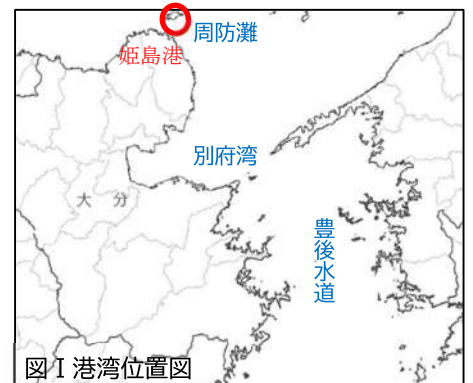 周防灘
姫島港
別府湾
大分
豊後水道
図Ⅰ港湾位置図